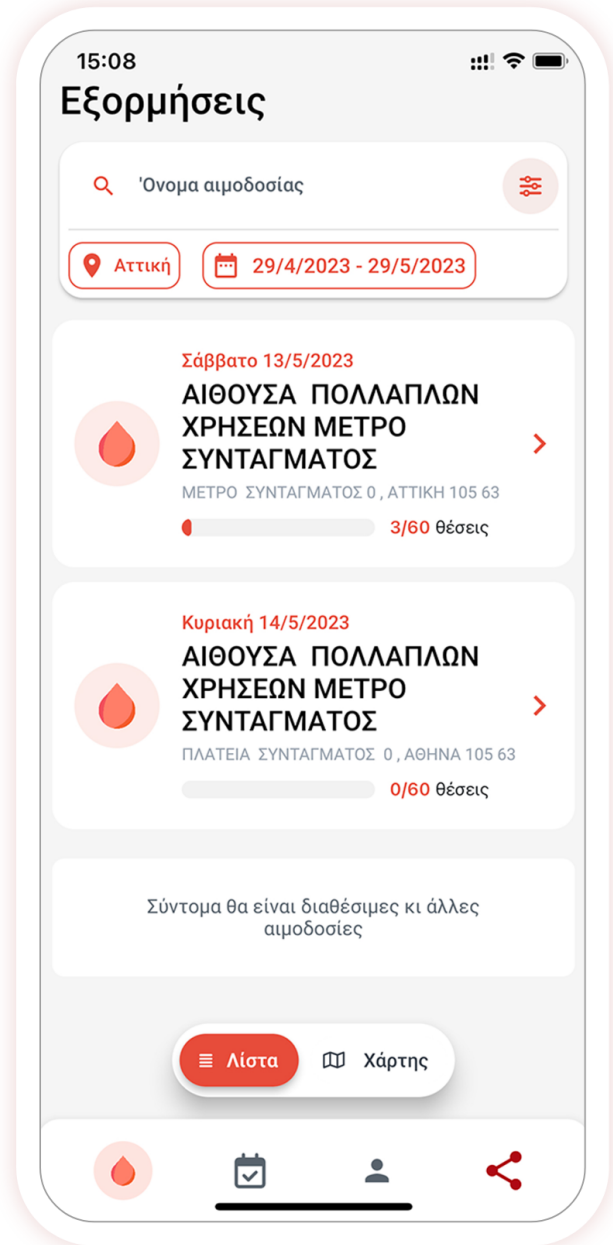 15:08
Εξορμήσεις
'Ονομα αιμοδοσίας
Αττική
29/4/2023 - 29/5/2023
Σάββατο 13/5/2023
ΑΙΘΟΥΣΑ ΠΟΛΛΑΠΛΩΝ
ΧΡΗΣΕΩΝ ΜΕΤΡΟ
ΣΥΝΤΑΓΜΑΤΟΣ
ΜΕΤΡΟ ΣΥΝΤΑΓΜΑΤΟΣ 0 , ΑΤΤΙΚΗ 105 63
3/60 θέσεις
Κυριακή 14/5/2023
ΑΙΘΟΥΣΑ ΠΟΛΛΑΠΛΩΝ
ΧΡΗΣΕΩΝ ΜΕΤΡΟ
ΣΥΝΤΑΓΜΑΤΟΣ
ΠΛΑΤΕΙΑ ΣΥΝΤΑΓΜΑΤΟΣ 0 , ΑΘΗΝΑ 105 63
0/60 θέσεις
Σύντομα θα είναι διαθέσιμες κι άλλες
αιμοδοσίες
Λίστα
Χάρτης